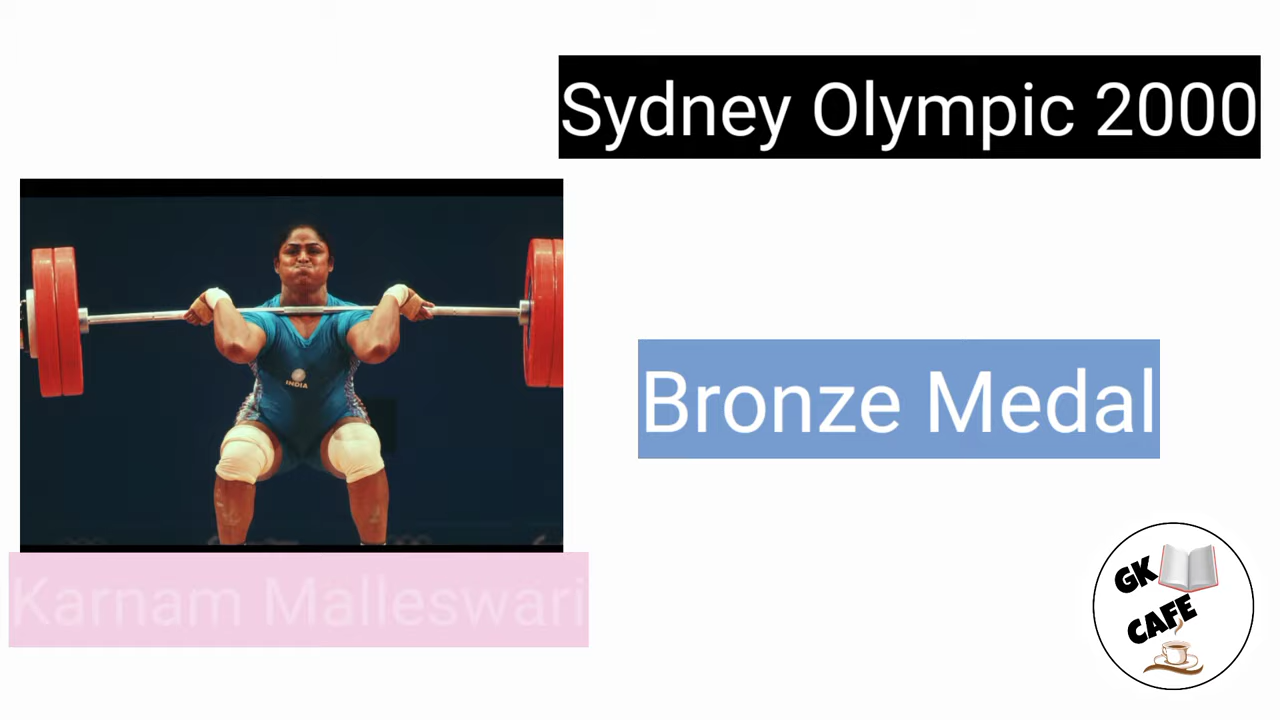 Sydney Olympic 2000
INDIA
Bronze Medal
Karnam Malleswari
GK
CAFE